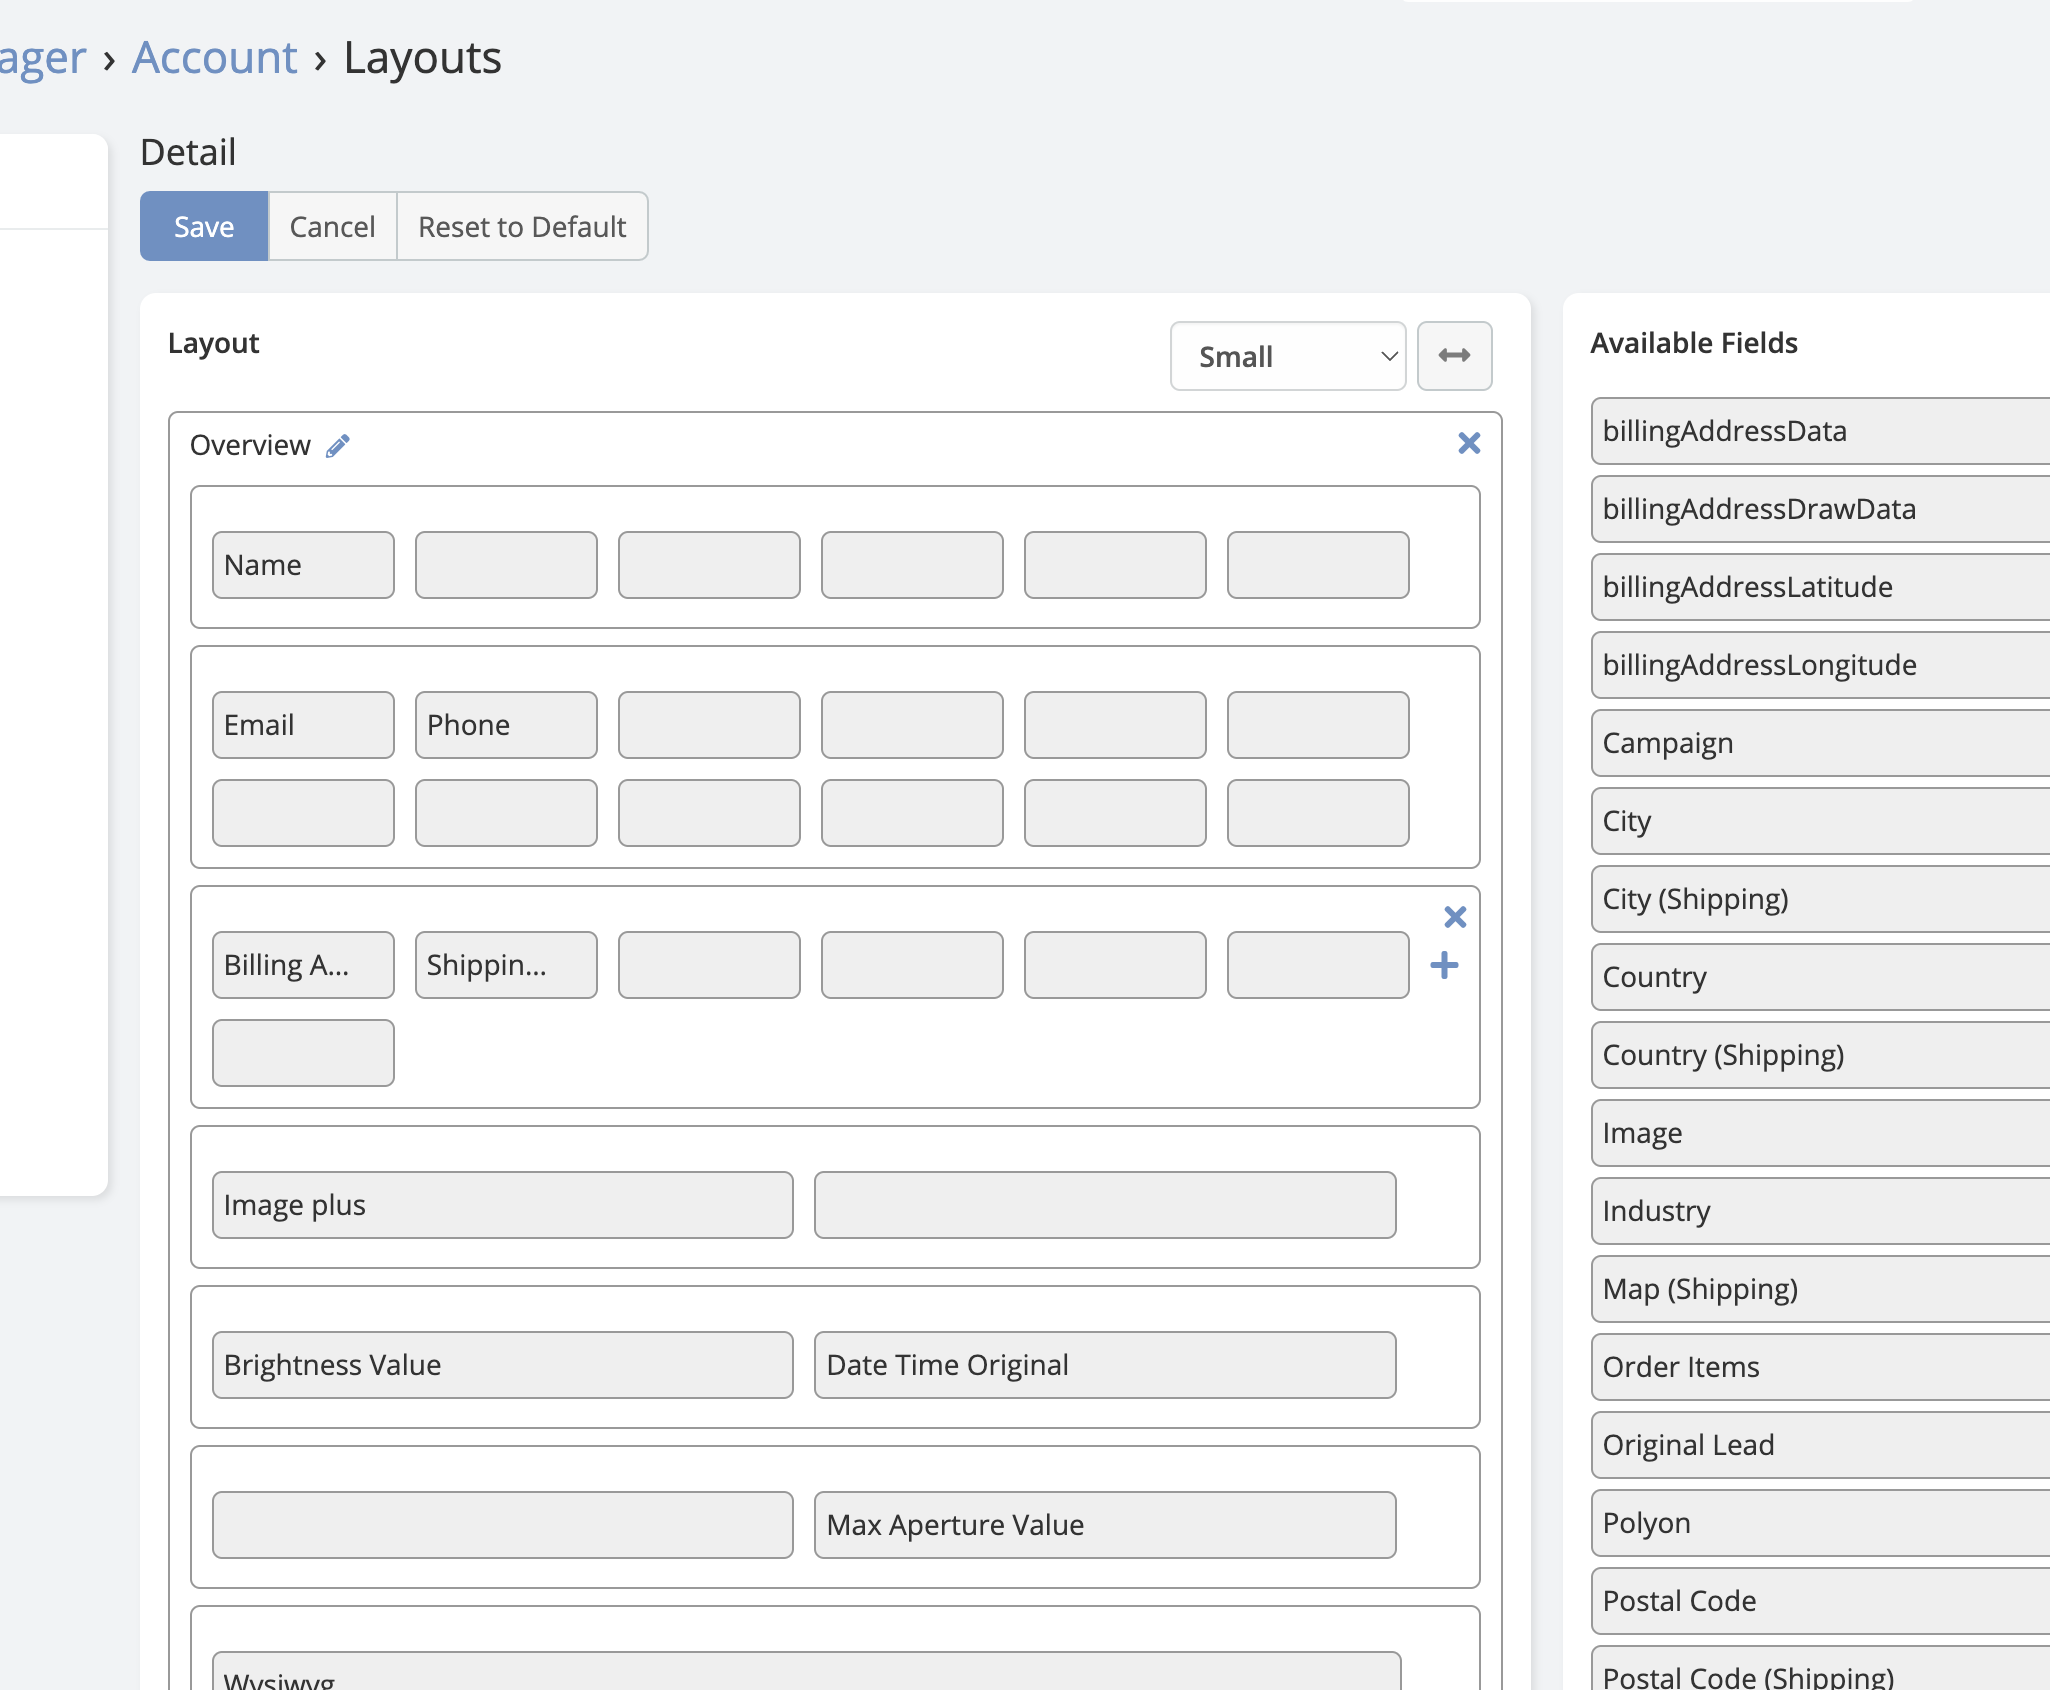 ager › Account › Layouts
Detail
Save Cancel Reset to Default
Layout
Small
Overview
Name
Email Phone
Billing A... Shippin...
Image plus
Brightness Value Date Time Original
Max Aperture Value
Wysiwyg
Available Fields
billingAddressData
billingAddressDrawData
billingAddressLatitude
billingAddressLongitude
Campaign
City
City (Shipping)
Country
Country (Shipping)
Image
Industry
Map (Shipping)
Order Items
Original Lead
Polyon
Postal Code
Postal Code (Shipping)